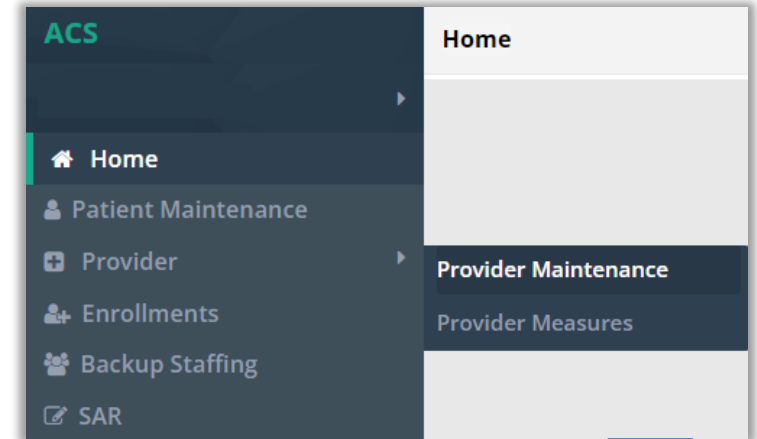 ACS
Home
Home
Patient Maintenance
Provider
Provider Maintenance
Enrollments
Provider Measures
Backup Staffing
SAR